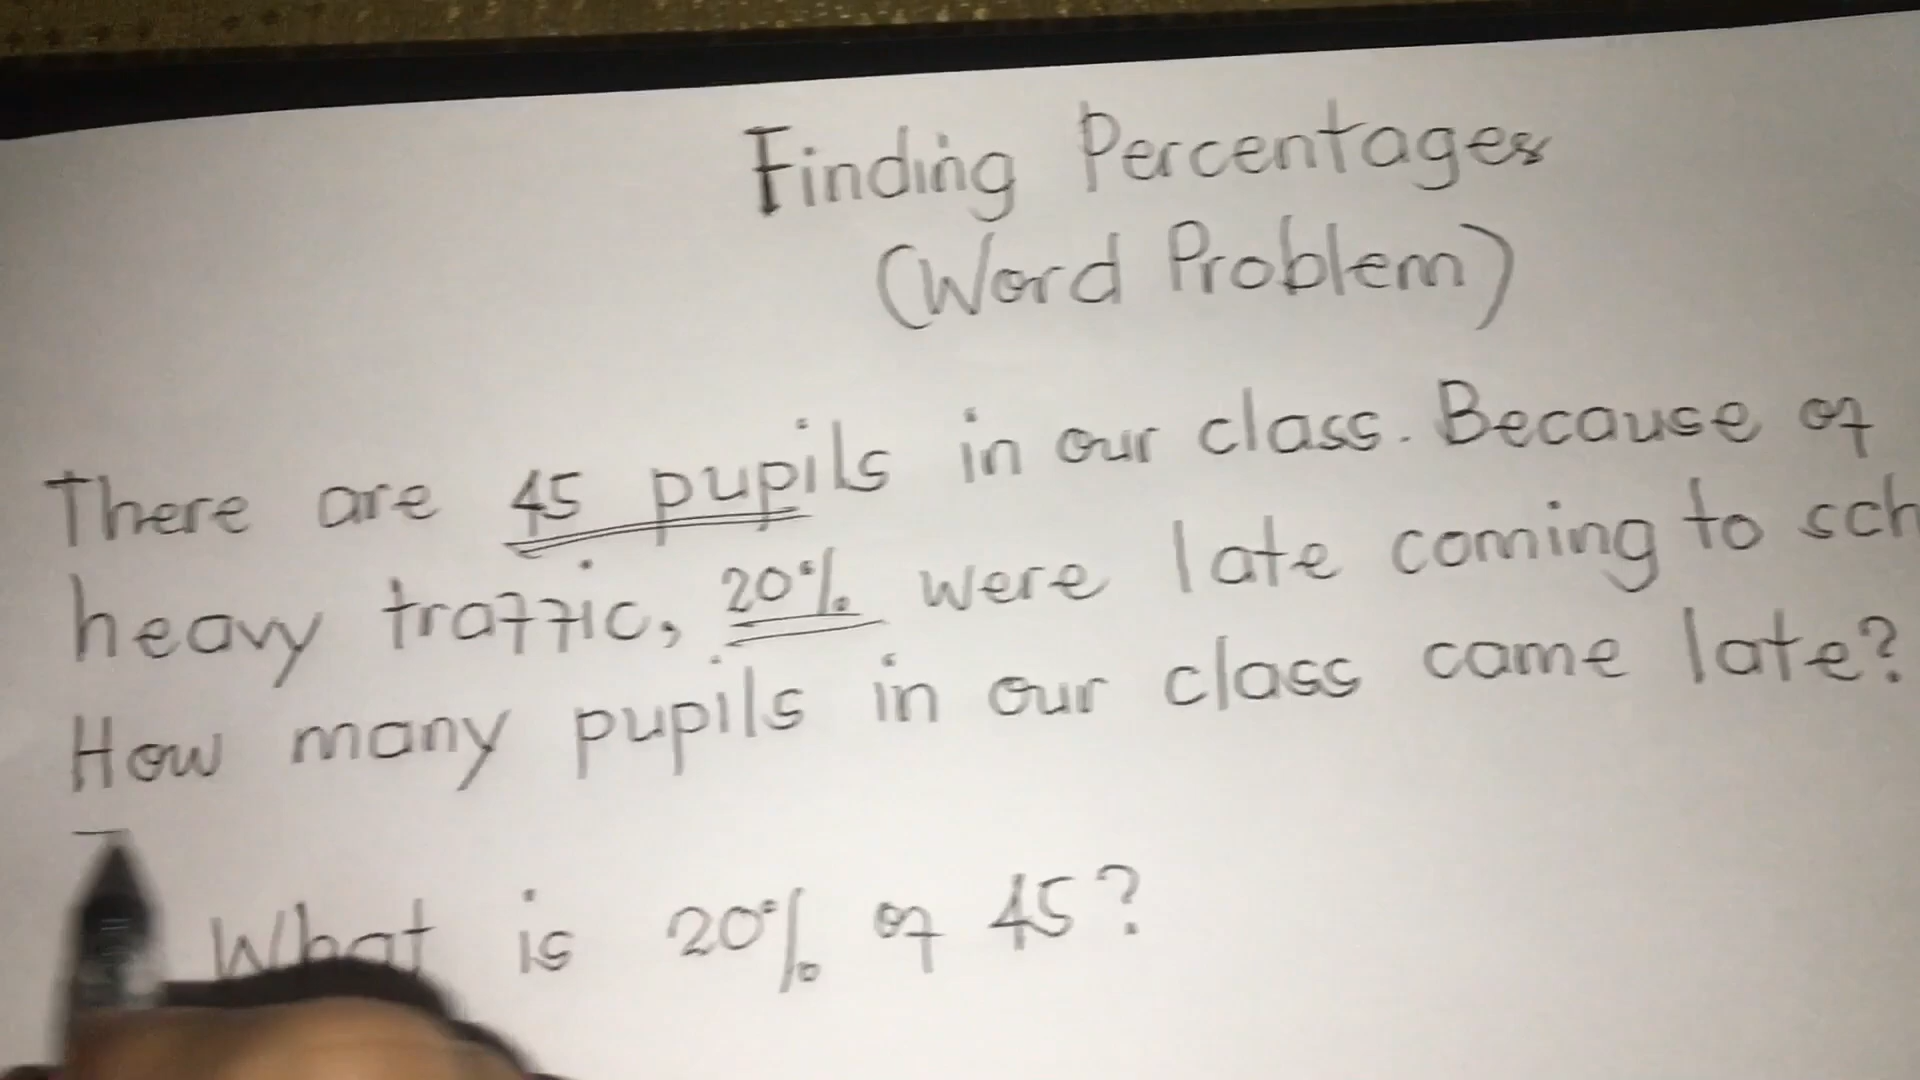 Finding Percentages
(Word Problem)
There are 45 pupils in our class. Because of
heavy traffic, 20% were late coming to sch
How many pupils in our class came late?
What is 20% of 45?